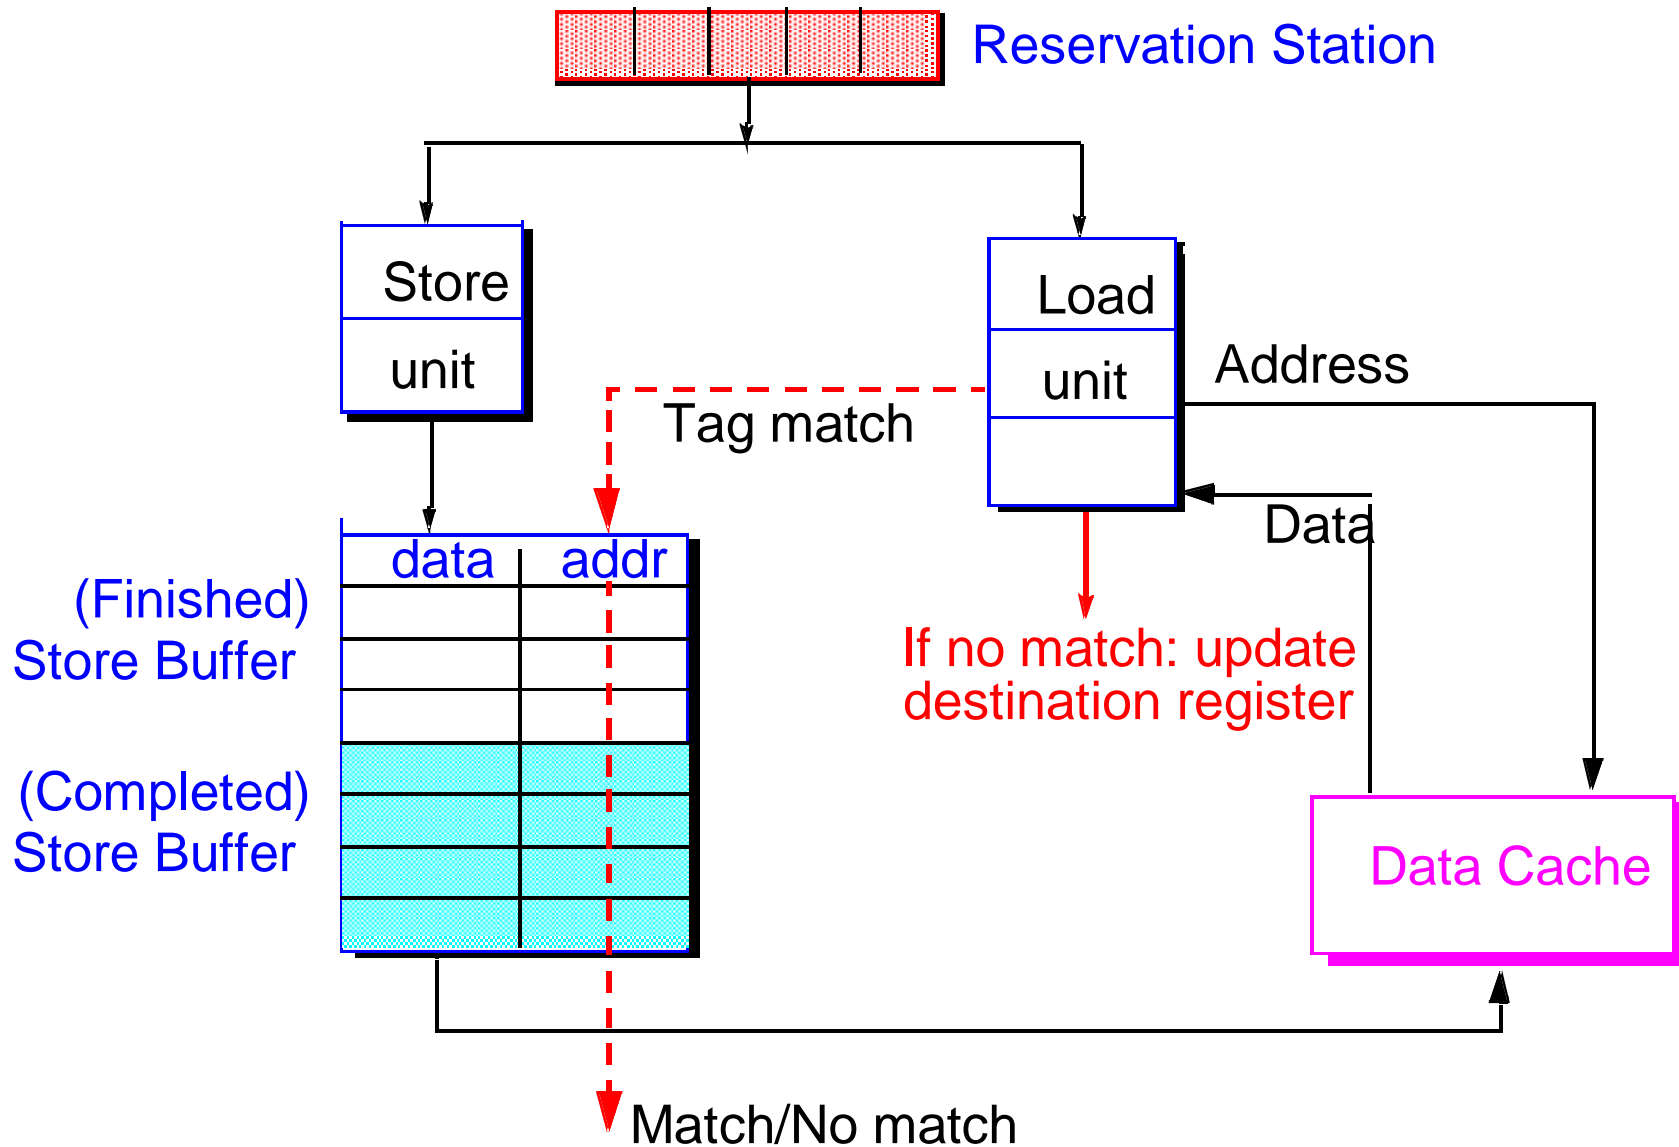 Reservation Station
Store
unit
Load
unit
Address
Tag match
Data
data
addr
(Finished)
Store Buffer
If no match: update
destination register
(Completed)
Store Buffer
Data Cache
Match/No match